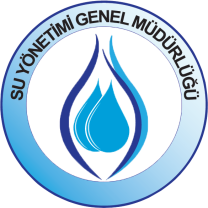 SU YÖNETİMİ GENEL MÜDÜRLÜĞÜ